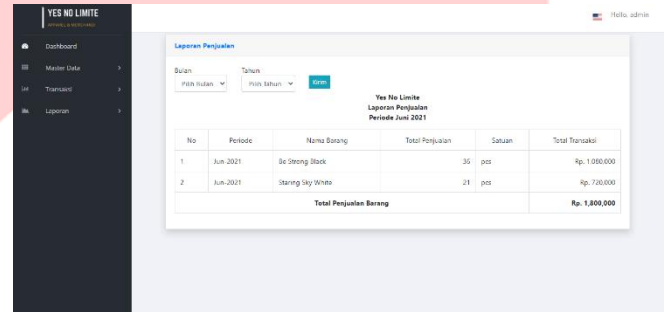 YES NO LIMITE
APPAREL & MERCHANDISE
Hello, admin
Dashboard
Master Data
Transaksi
Laporan
Laporan Penjualan
Bulan Tahun
Pilih Bulan Pilih Tahun Kirim
Yes No Limite
Laporan Penjualan
Periode Juni 2021
No Periode Nama Barang Total Penjualan Satuan Total Transaksi
1 Jun-2021 Be Strong Black 36 pcs Rp. 1,080,000
2 Jun-2021 Staring Sky White 21 pcs Rp. 720,000
Total Penjualan Barang Rp. 1,800,000